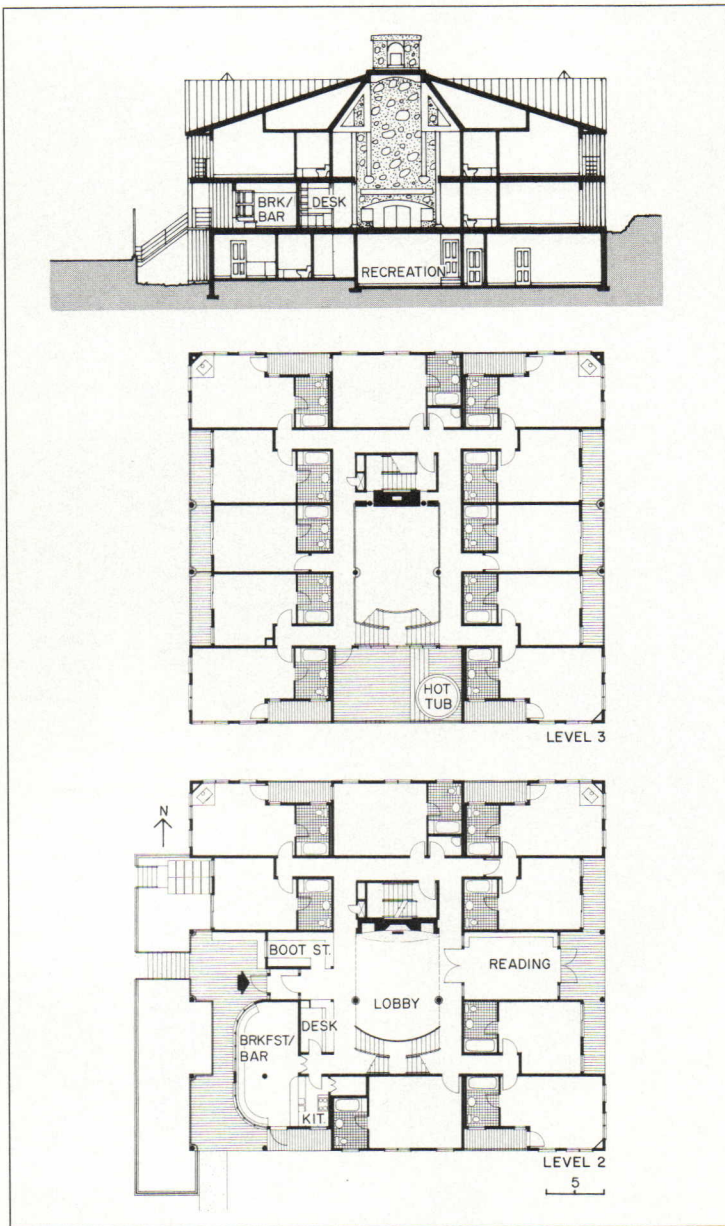 BRK/
BAR
DESK
RECREATION
HOT
TUB
LEVEL 3
N
BOOT ST.
READING
LOBBY
DESK
BRKFST/
BAR
KIT.
LEVEL 2
5